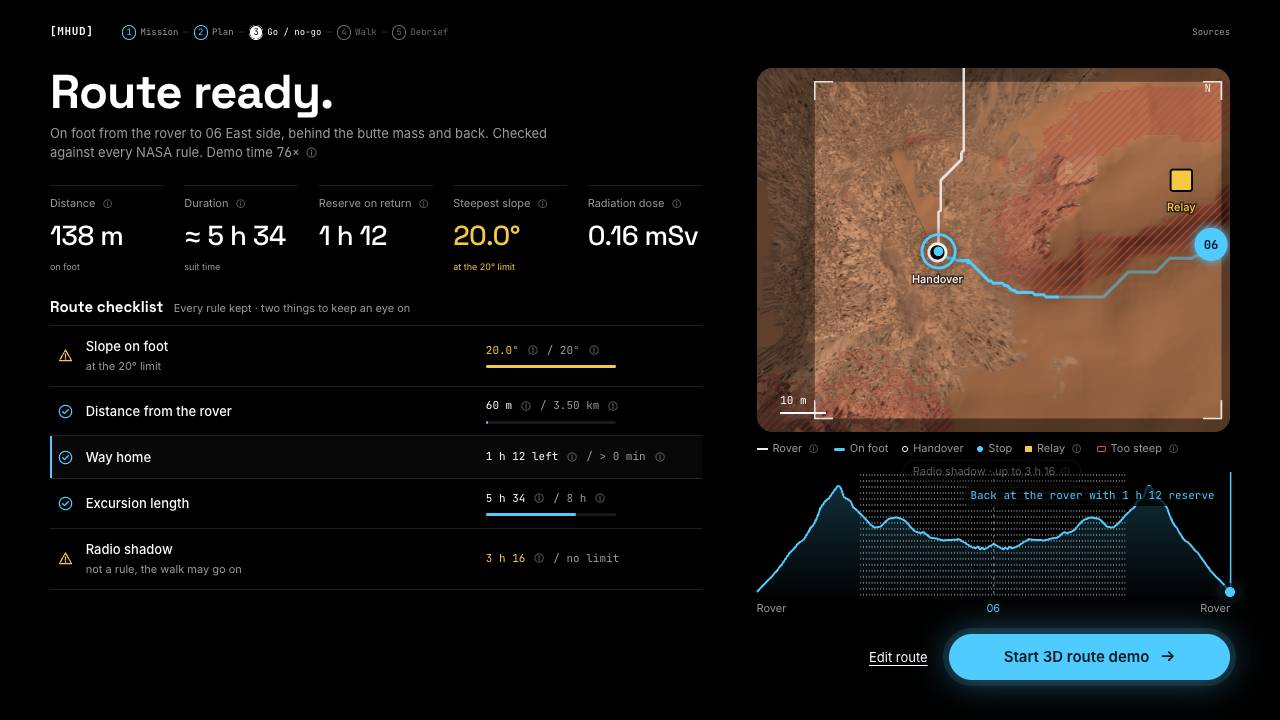 [MHUD]
1 Mission – 2 Plan – 3 Go / no-go – 4 Walk – 5 Debrief
Sources
Route ready.
On foot from the rover to 06 East side, behind the butte mass and back. Checked
against every NASA rule. Demo time 76× ⓘ
Distance ⓘ
138 m
on foot
Duration ⓘ
≈ 5 h 34
suit time
Reserve on return ⓘ
1 h 12
Steepest slope ⓘ
20.0°
at the 20° limit
Radiation dose ⓘ
0.16 mSv
Route checklist Every rule kept · two things to keep an eye on
Slope on foot
at the 20° limit
20.0° ⓘ / 20° ⓘ
Distance from the rover
60 m ⓘ / 3.50 km ⓘ
Way home
1 h 12 left ⓘ / > 0 min ⓘ
Excursion length
5 h 34 ⓘ / 8 h ⓘ
Radio shadow
not a rule, the walk may go on
3 h 16 ⓘ / no limit
N
Relay
06
Handover
10 m
Rover ⓘ On foot Handover Stop Relay ⓘ Too steep ⓘ
Radio shadow · up to 3 h 16 ⓘ
Back at the rover with 1 h 12 reserve
Rover
06
Rover
Edit route
Start 3D route demo →